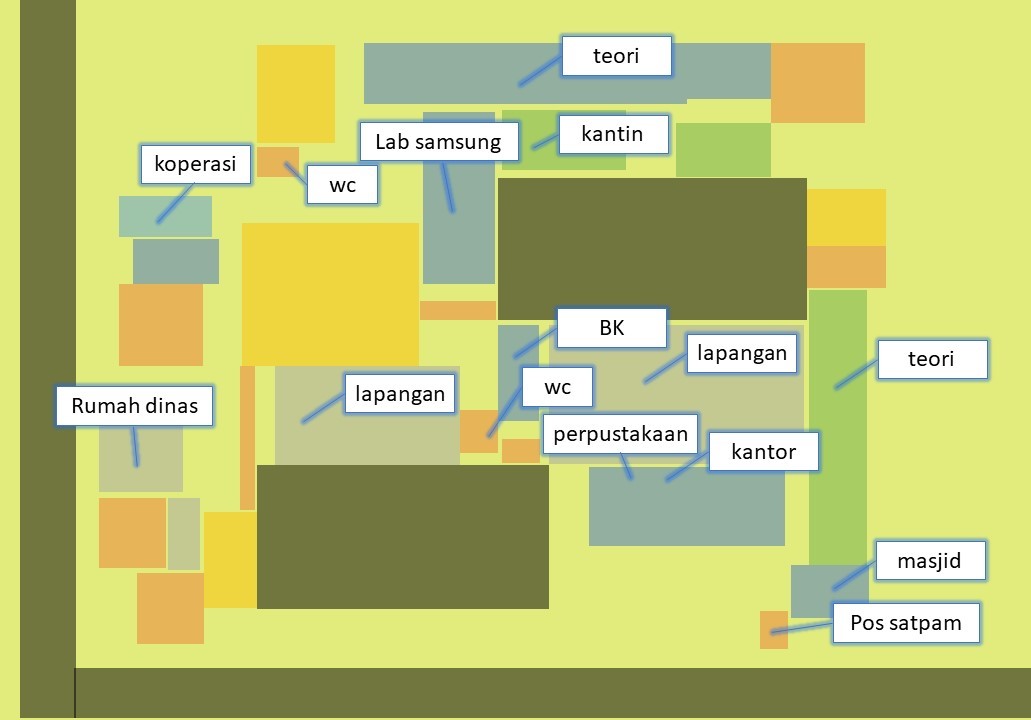 teori
Lab samsung
kantin
koperasi
wc
BK
lapangan
teori
wc
lapangan
Rumah dinas
perpustakaan
kantor
masjid
Pos satpam